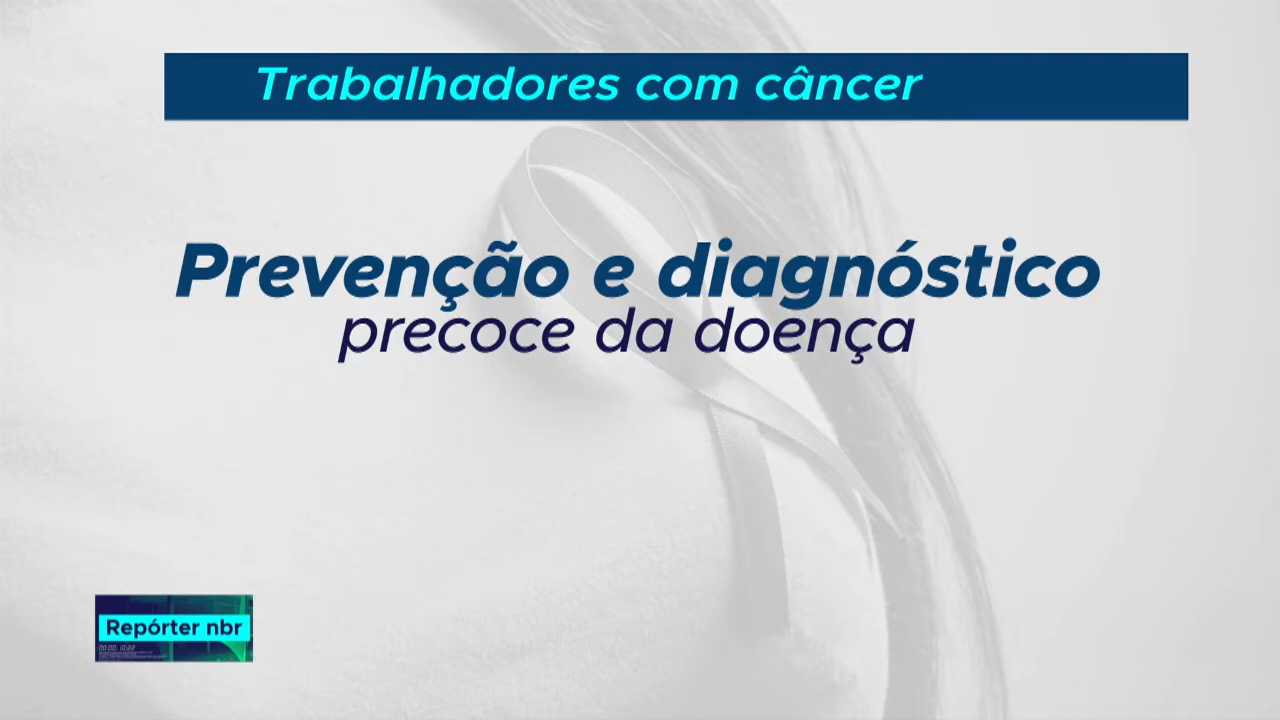 Trabalhadores com câncer
Prevenção e diagnóstico
precoce da doença
Repórter nbr